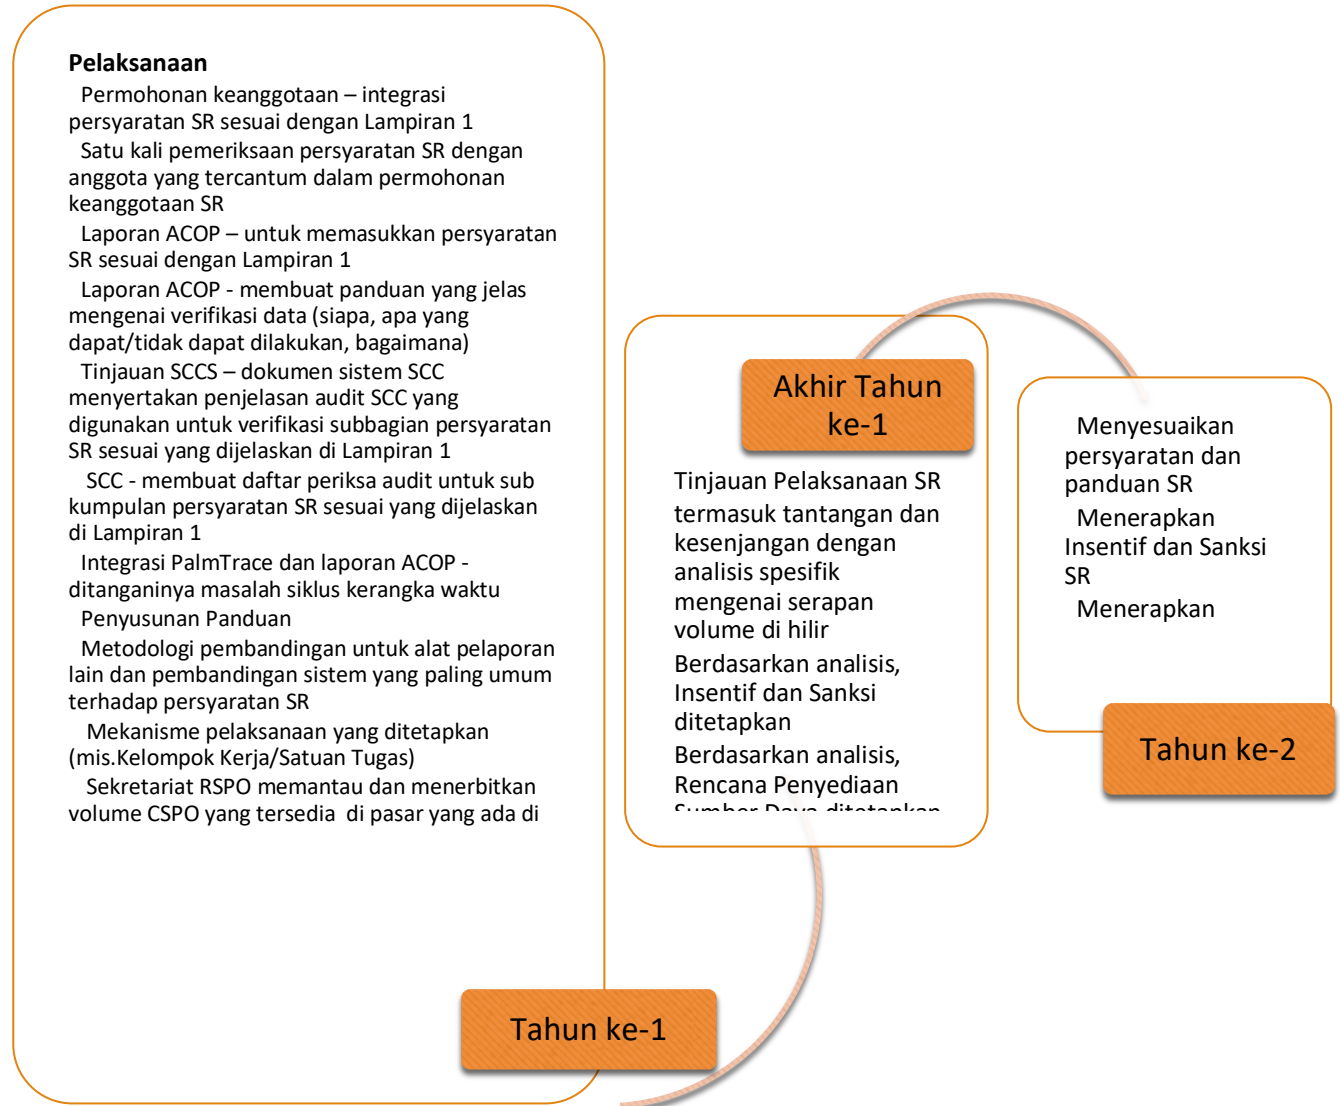 Pelaksanaan
Permohonan keanggotaan – integrasi
persyaratan SR sesuai dengan Lampiran 1
Satu kali pemeriksaan persyaratan SR dengan
anggota yang tercantum dalam permohonan
keanggotaan SR
Laporan ACOP – untuk memasukkan persyaratan
SR sesuai dengan Lampiran 1
Laporan ACOP - membuat panduan yang jelas
mengenai verifikasi data (siapa, apa yang
dapat/tidak dapat dilakukan, bagaimana)
Tinjauan SCCS – dokumen sistem SCC
menyertakan penjelasan audit SCC yang
digunakan untuk verifikasi subbagian persyaratan
SR sesuai yang dijelaskan di Lampiran 1
SCC - membuat daftar periksa audit untuk sub
kumpulan persyaratan SR sesuai yang dijelaskan
di Lampiran 1
Integrasi PalmTrace dan laporan ACOP -
ditanganinya masalah siklus kerangka waktu
Penyusunan Panduan
Metodologi pembandingan untuk alat pelaporan
lain dan pembandingan sistem yang paling umum
terhadap persyaratan SR
Mekanisme pelaksanaan yang ditetapkan
(mis.Kelompok Kerja/Satuan Tugas)
Sekretariat RSPO memantau dan menerbitkan
volume CSPO yang tersedia di pasar yang ada di
Tahun ke-1
Akhir Tahun
ke-1
Tinjauan Pelaksanaan SR
termasuk tantangan dan
kesenjangan dengan
analisis spesifik
mengenai serapan
volume di hilir
Berdasarkan analisis,
Insentif dan Sanksi
ditetapkan
Berdasarkan analisis,
Rencana Penyediaan
Sumber Daya ditetapkan
Menyesuaikan
persyaratan dan
panduan SR
Menerapkan
Insentif dan Sanksi
SR
Menerapkan
Tahun ke-2